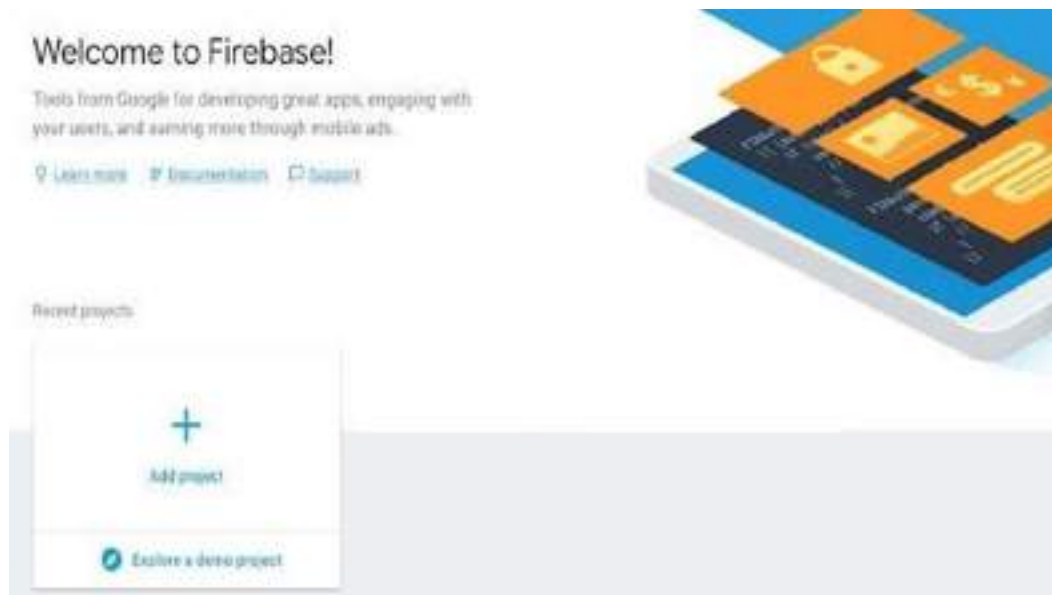 Welcome to Firebase!
Tools from Google for developing great apps, engaging with
your users, and earning more through mobile ads.
Learn more Documentation Support
Recent projects
Add project
Explore a demo project